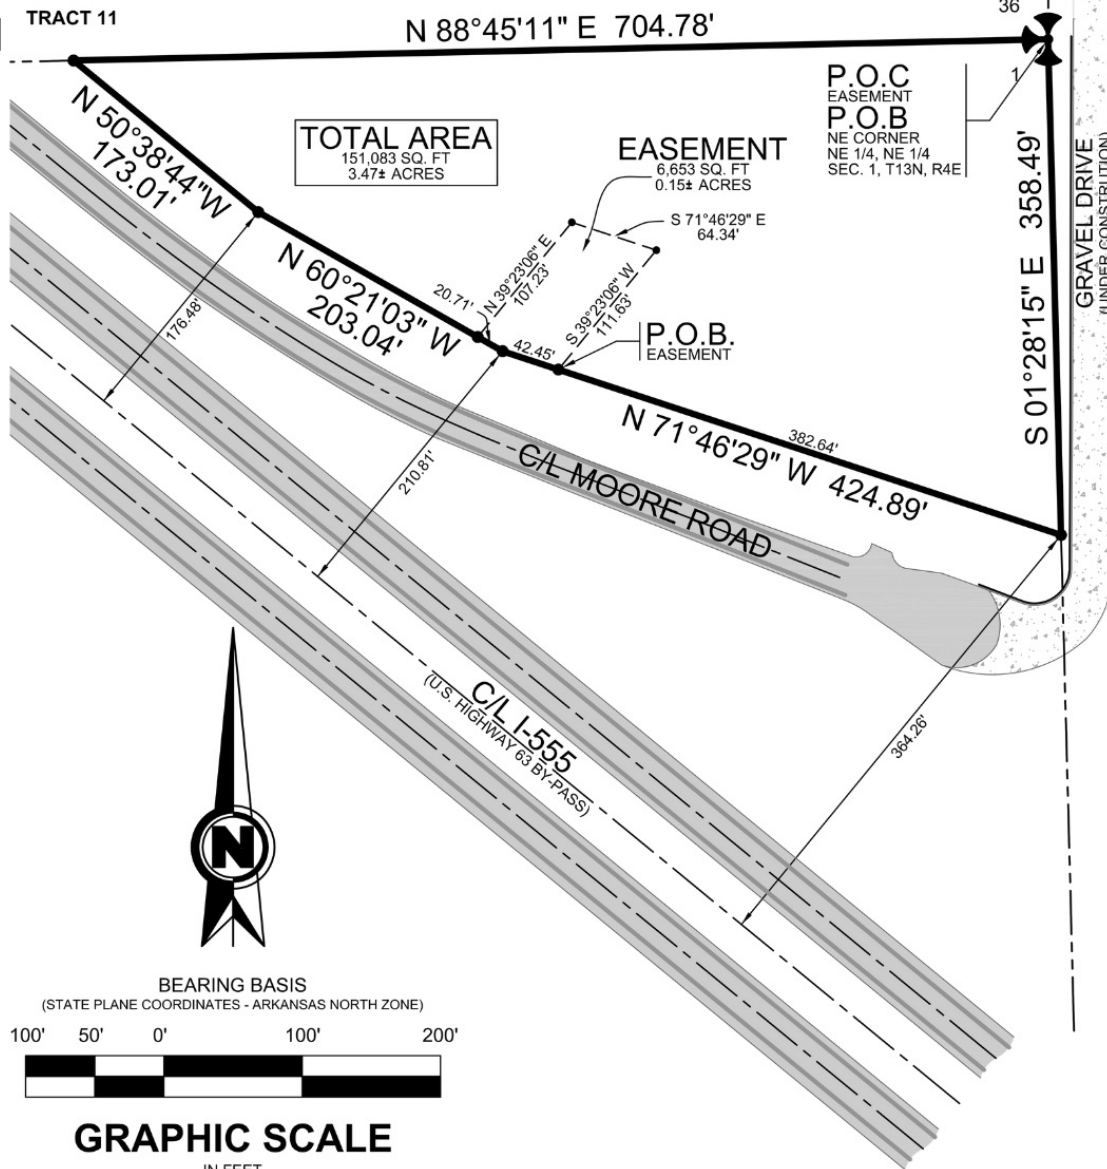 TRACT 11
N 88°45'11" E 704.78'
36
1
P.O.C
EASEMENT
P.O.B
NE CORNER
NE 1/4, NE 1/4
SEC. 1, T13N, R4E
N 50°38'44"W
173.01'
TOTAL AREA
151,083 SQ. FT
3.47± ACRES
EASEMENT
6,653 SQ. FT
0.15± ACRES
S 71°46'29" E
64.34'
S 01°28'15" E 358.49'
GRAVEL DRIVE
(UNDER CONSTRUTION)
N 60°21'03" W
203.04'
176.48'
20.71'
N 39°23'06" E
107.23'
S 39°23'06" W
111.63'
42.45'
P.O.B.
EASEMENT
N 71°46'29" W 424.89'
382.64'
210.81'
C/L MOORE ROAD
C/L I-555
(U.S. HIGHWAY 63 BY-PASS)
364.26'
N
BEARING BASIS
(STATE PLANE COORDINATES - ARKANSAS NORTH ZONE)
100' 50' 0' 100' 200'
GRAPHIC SCALE
IN FEET